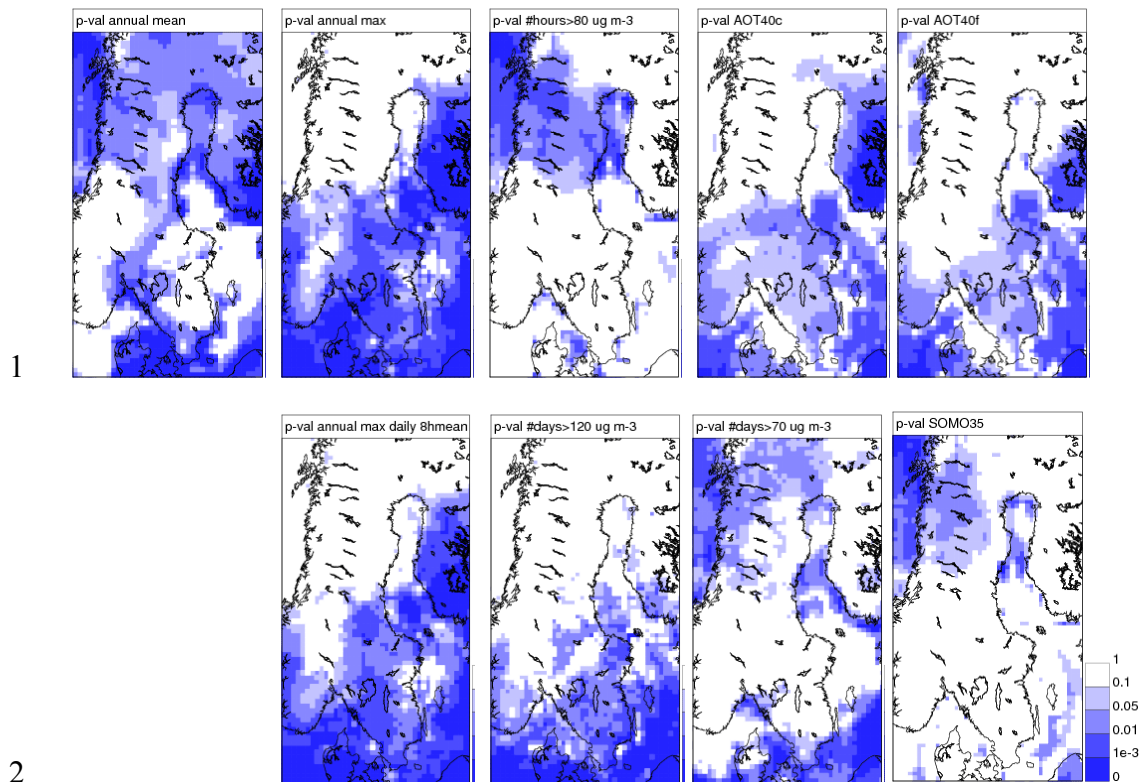 p-val annual mean
p-val annual max
p-val #hours>80 ug m-3
p-val AOT40c
p-val AOT40f
1
p-val annual max daily 8hmean
p-val #days>120 ug m-3
p-val #days>70 ug m-3
p-val SOMO35
1
0.1
0.05
0.01
1e-3
0
2